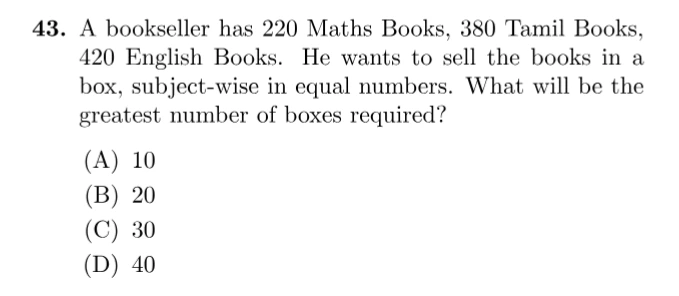 43. A bookseller has 220 Maths Books, 380 Tamil Books,
420 English Books. He wants to sell the books in a
box, subject-wise in equal numbers. What will be the
greatest number of boxes required?
(A) 10
(B) 20
(C) 30
(D) 40